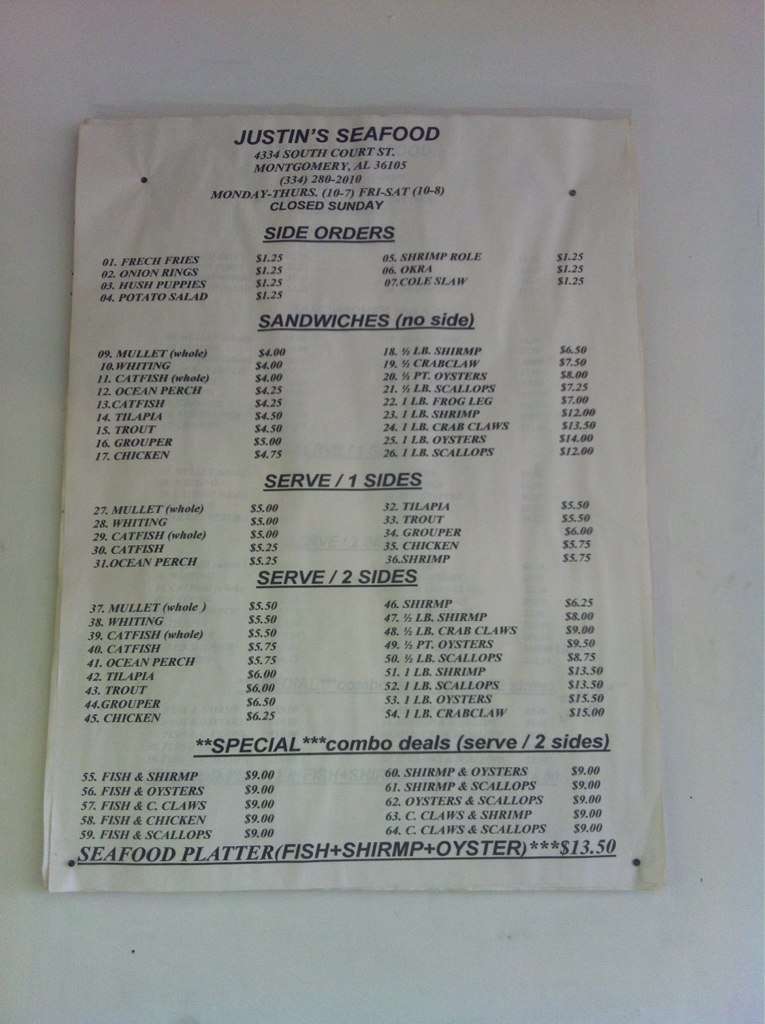 JUSTIN'S SEAFOOD
4334 SOUTH COURT ST.
MONTGOMERY, AL 36105
(334) 280-2010
MONDAY-THURS. (10-7) FRI-SAT (10-8)
CLOSED SUNDAY
SIDE ORDERS
01. FRECH FRIES $1.25
02. ONION RINGS $1.25
03. HUSH PUPPIES $1.25
04. POTATO SALAD $1.25
05. SHRIMP ROLE $1.25
06. OKRA $1.25
07.COLE SLAW $1.25
SANDWICHES (no side)
09. MULLET (whole) $4.00
10.WHITING $4.00
11. CATFISH (whole) $4.00
12. OCEAN PERCH $4.25
13.CATFISH $4.25
14. TILAPIA $4.50
15. TROUT $4.50
16. GROUPER $5.00
17. CHICKEN $4.75
18. ½ LB. SHIRMP $6.50
19. ½ CRABCLAW $7.50
20. ½ PT. OYSTERS $8.00
21. ½ LB. SCALLOPS $7.25
22. 1 LB. FROG LEG $7.00
23. 1 LB. SHRIMP $12.00
24. 1 LB. CRAB CLAWS $13.50
25. 1 LB. OYSTERS $14.00
26. 1 LB. SCALLOPS $12.00
SERVE / 1 SIDES
27. MULLET (whole) $5.00
28. WHITING $5.00
29. CATFISH (whole) $5.00
30. CATFISH $5.25
31.OCEAN PERCH $5.25
32. TILAPIA $5.50
33. TROUT $5.50
34. GROUPER $6.00
35. CHICKEN $5.75
36.SHRIMP $5.75
SERVE / 2 SIDES
37. MULLET (whole ) $5.50
38. WHITING $5.50
39. CATFISH (whole) $5.50
40. CATFISH $5.75
41. OCEAN PERCH $5.75
42. TILAPIA $6.00
43. TROUT $6.00
44.GROUPER $6.50
45. CHICKEN $6.25
46. SHIRMP $6.25
47. ½ LB. SHIRMP $8.00
48. ½ LB. CRAB CLAWS $9.00
49. ½ PT. OYSTERS $9.50
50. ½ LB. SCALLOPS $8.75
51. 1 LB. SHRIMP $13.50
52. 1 LB. SCALLOPS $13.50
53. 1 LB. OYSTERS $15.50
54. 1 LB. CRABCLAW $15.00
**SPECIAL***combo deals (serve / 2 sides)
55. FISH & SHIRMP $9.00
56. FISH & OYSTERS $9.00
57. FISH & C. CLAWS $9.00
58. FISH & CHICKEN $9.00
59. FISH & SCALLOPS $9.00
60. SHIRMP & OYSTERS $9.00
61. SHIRMP & SCALLOPS $9.00
62. OYSTERS & SCALLOPS $9.00
63. C. CLAWS & SHRIMP $9.00
64. C. CLAWS & SCALLOPS $9.00
SEAFOOD PLATTER(FISH+SHIRMP+OYSTER)***$13.50